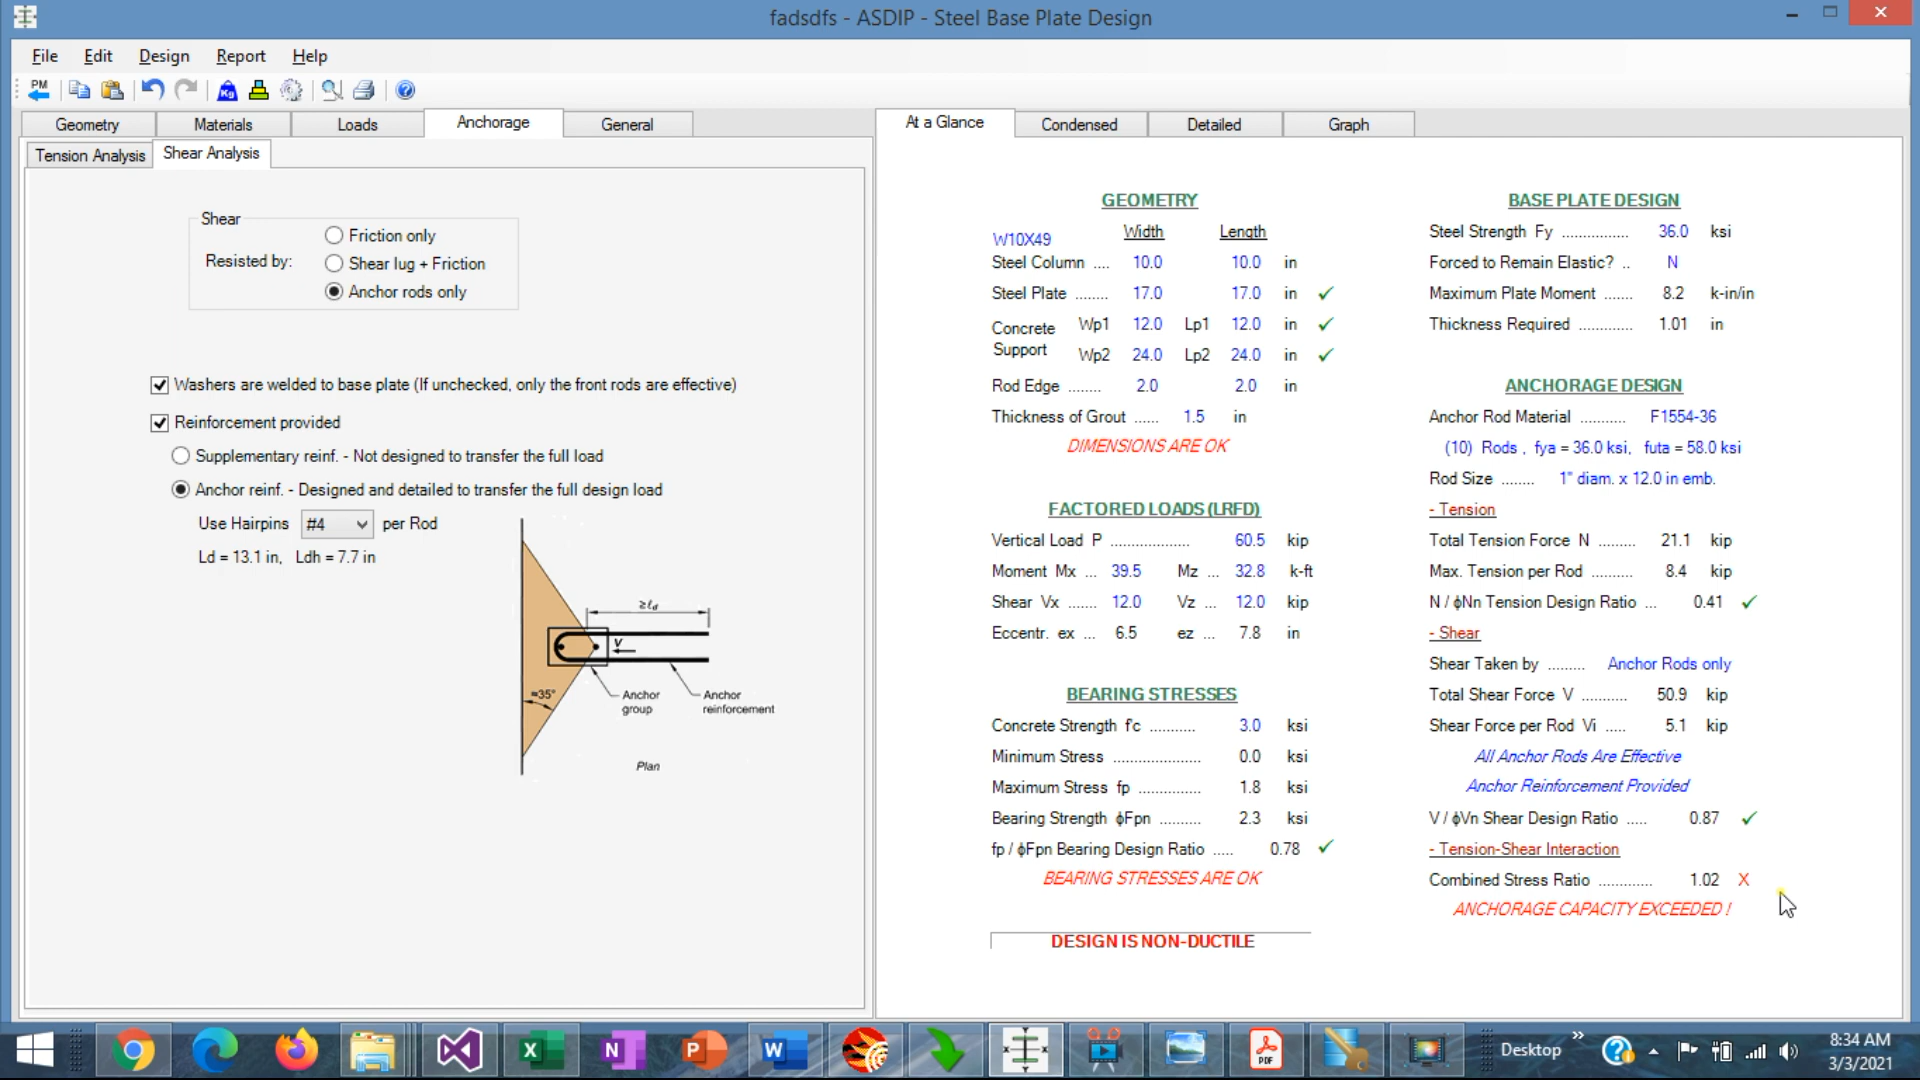 fadsdfs - ASDIP - Steel Base Plate Design
File Edit Design Report Help
PM Kg
Geometry Materials Loads Anchorage General
Tension Analysis Shear Analysis
Shear
Resisted by:
Friction only
Shear lug + Friction
Anchor rods only
Washers are welded to base plate (If unchecked, only the front rods are effective)
Reinforcement provided
Supplementary reinf. - Not designed to transfer the full load
Anchor reinf. - Designed and detailed to transfer the full design load
Use Hairpins #4 per Rod
Ld = 13.1 in, Ldh = 7.7 in
≥ℓd
V
≈35°
Anchor group
Anchor reinforcement
Plan
At a Glance Condensed Detailed Graph
GEOMETRY
W10X49 Width Length
Steel Column .... 10.0 10.0 in
Steel Plate ........ 17.0 17.0 in ✓
Concrete Support Wp1 12.0 Lp1 12.0 in ✓
Wp2 24.0 Lp2 24.0 in ✓
Rod Edge ........ 2.0 2.0 in
Thickness of Grout ...... 1.5 in
DIMENSIONS ARE OK
FACTORED LOADS (LRFD)
Vertical Load P .................. 60.5 kip
Moment Mx ... 39.5 Mz ... 32.8 k-ft
Shear Vx ....... 12.0 Vz ... 12.0 kip
Eccentr. ex ... 6.5 ez ... 7.8 in
BEARING STRESSES
Concrete Strength f'c ........... 3.0 ksi
Minimum Stress ..................... 0.0 ksi
Maximum Stress fp ............... 1.8 ksi
Bearing Strength ϕFpn .......... 2.3 ksi
fp / ϕFpn Bearing Design Ratio ..... 0.78 ✓
BEARING STRESSES ARE OK
DESIGN IS NON-DUCTILE
BASE PLATE DESIGN
Steel Strength Fy ................ 36.0 ksi
Forced to Remain Elastic? .. N
Maximum Plate Moment ....... 8.2 k-in/in
Thickness Required ............. 1.01 in
ANCHORAGE DESIGN
Anchor Rod Material ........... F1554-36
(10) Rods , fya = 36.0 ksi, futa = 58.0 ksi
Rod Size ........ 1" diam. x 12.0 in emb.
- Tension
Total Tension Force N ......... 21.1 kip
Max. Tension per Rod .......... 8.4 kip
N / ϕNn Tension Design Ratio ... 0.41 ✓
- Shear
Shear Taken by ......... Anchor Rods only
Total Shear Force V ........... 50.9 kip
Shear Force per Rod Vi ..... 5.1 kip
All Anchor Rods Are Effective
Anchor Reinforcement Provided
V / ϕVn Shear Design Ratio ..... 0.87 ✓
- Tension-Shear Interaction
Combined Stress Ratio ............. 1.02 X
ANCHORAGE CAPACITY EXCEEDED !
Desktop
8:34 AM
3/3/2021